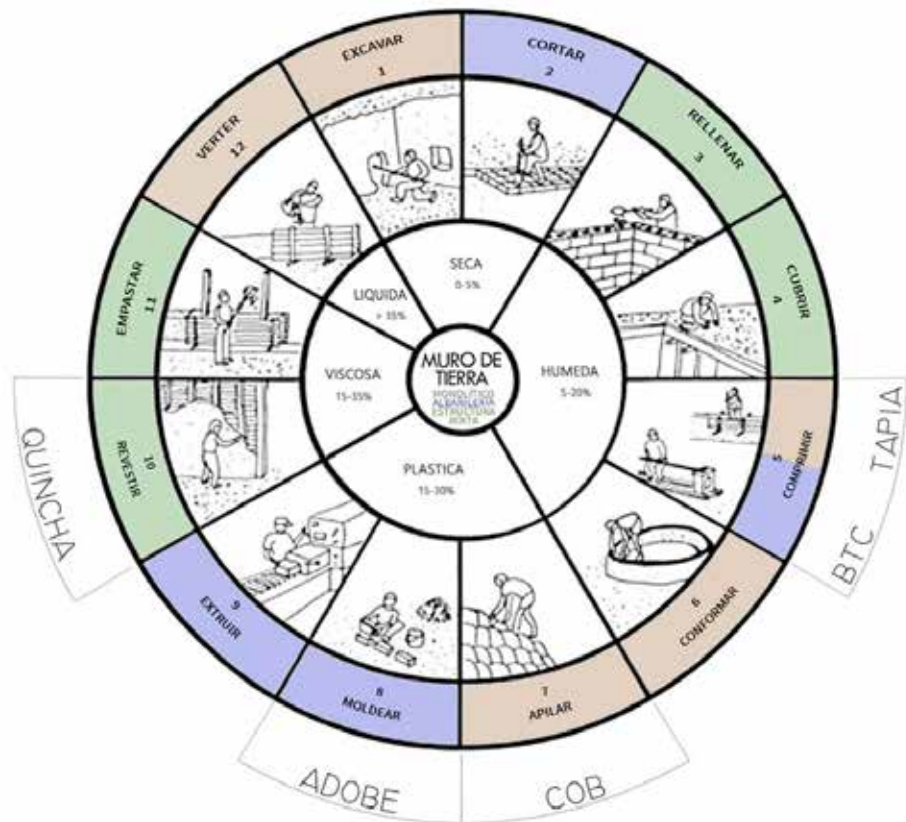 EXCAVAR
1
CORTAR
2
RELLENAR
3
CUBRIR
4
COMPRIMIR
5
CONFORMAR
6
APILAR
7
MOLDEAR
8
EXTRUIR
9
REVESTIR
10
EMPASTAR
11
VERTER
12
SECA
0-5%
HUMEDA
5-20%
PLASTICA
15-30%
VISCOSA
15-35%
LIQUIDA
> 35%
MURO DE
TIERRA
MONOLITICO
ALBAÑILERIA
ESTRUCTURA
MIXTA
TAPIA
BTC
COB
ADOBE
QUINCHA